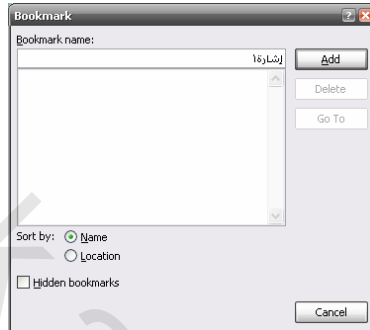 Bookmark
Bookmark name:
إشارة١
Add
Delete
Go To
Sort by:
Name
Location
Hidden bookmarks
Cancel